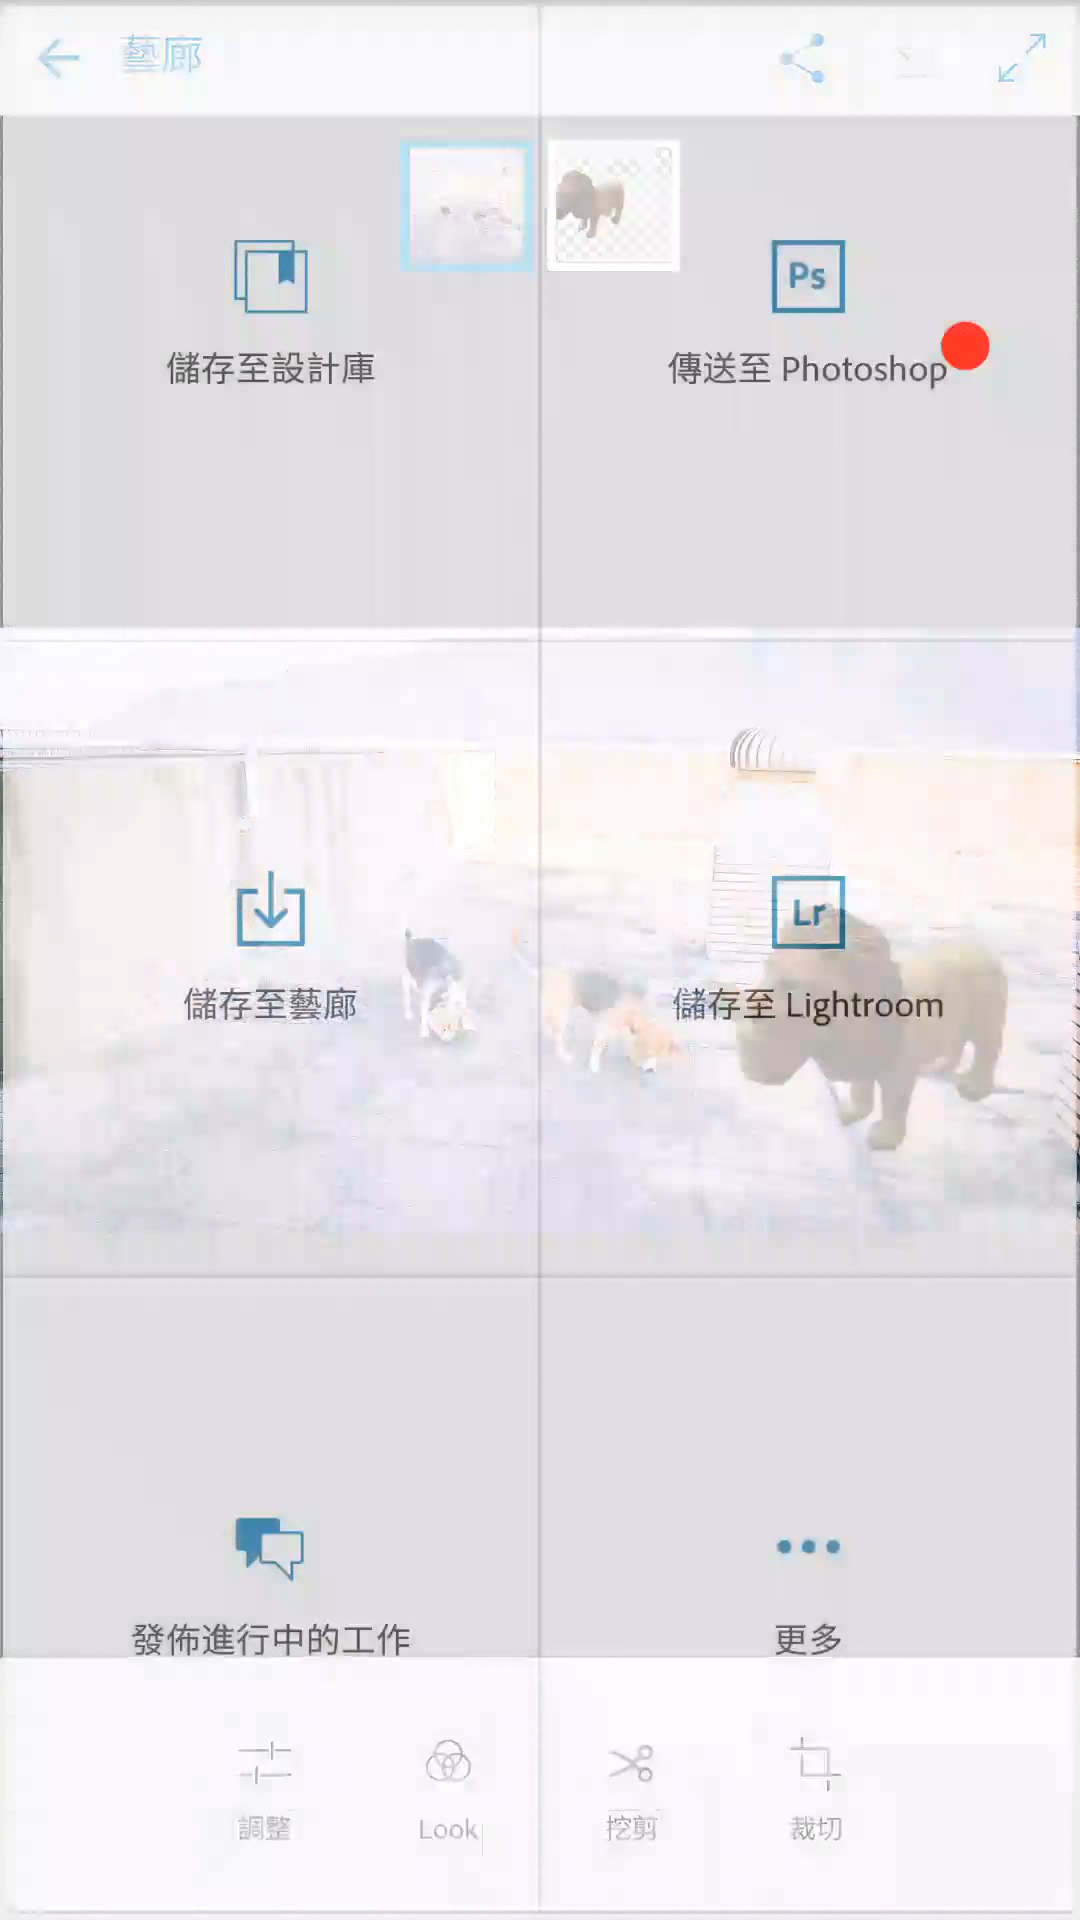 藝廊
Ps
儲存至設計庫
傳送至 Photoshop
Lr
儲存至藝廊
儲存至 Lightroom
發佈進行中的工作
更多
調整
Look
挖剪
裁切